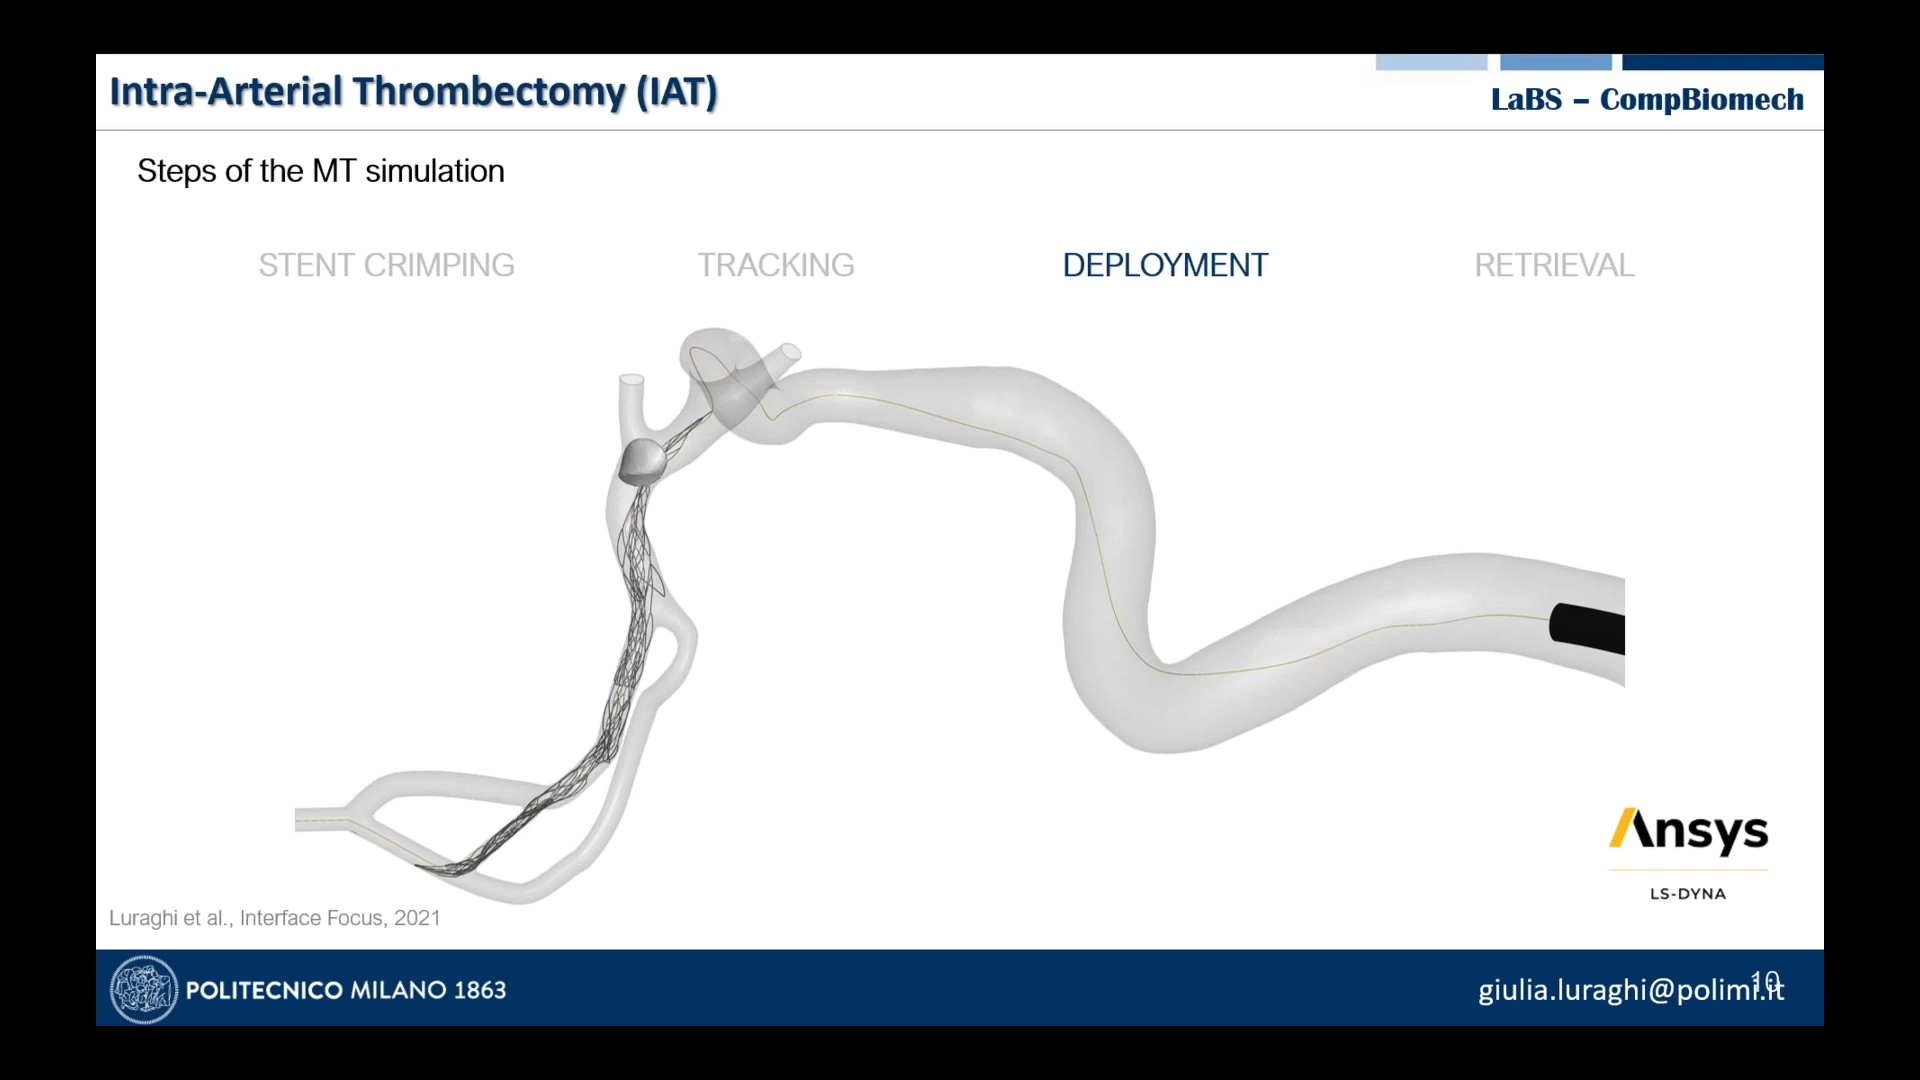 Intra-Arterial Thrombectomy (IAT)
LaBS – CompBiomech
Steps of the MT simulation
STENT CRIMPING
TRACKING
DEPLOYMENT
RETRIEVAL
Ansys
LS-DYNA
Luraghi et al., Interface Focus, 2021
POLITECNICO MILANO 1863
giulia.luraghi@polimi.it
10